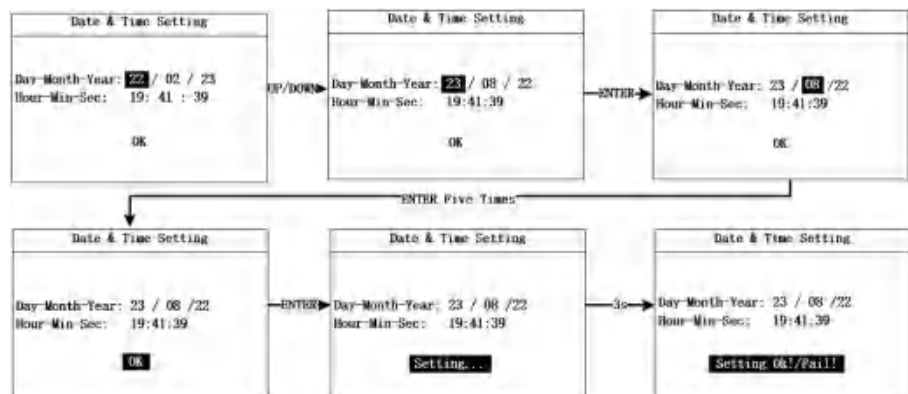 Date & Time Setting
Day-Month-Year: 22 / 02 / 23
Hour-Min-Sec: 19: 41 : 39
OK
UP/DOWN
Date & Time Setting
Day-Month-Year: 23 / 08 / 22
Hour-Min-Sec: 19:41:39
OK
ENTER
Date & Time Setting
Day-Month-Year: 23 / 08 /22
Hour-Min-Sec: 19:41:39
OK
ENTER Five Times
Date & Time Setting
Day-Month-Year: 23 / 08 /22
Hour-Min-Sec: 19:41:39
OK
ENTER
Date & Time Setting
Day-Month-Year: 23 / 08 /22
Hour-Min-Sec: 19:41:39
Setting...
3s
Date & Time Setting
Day-Month-Year: 23 / 08 /22
Hour-Min-Sec: 19:41:39
Setting Ok!/Fail!